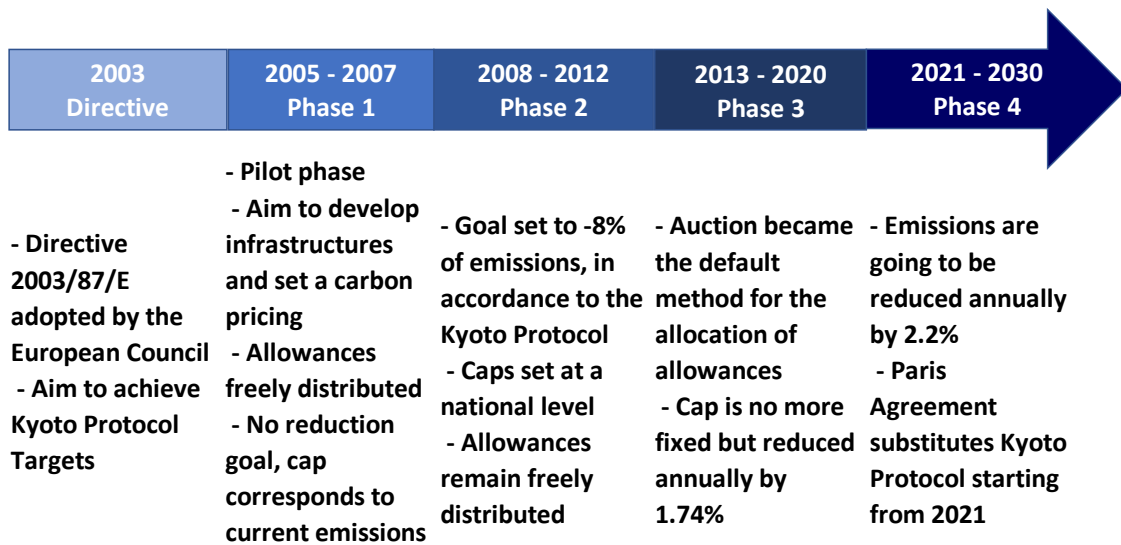 2003
Directive
2005 - 2007
Phase 1
2008 - 2012
Phase 2
2013 - 2020
Phase 3
2021 - 2030
Phase 4
- Directive
2003/87/E
adopted by the
European Council
- Aim to achieve
Kyoto Protocol
Targets
- Pilot phase
- Aim to develop
infrastructures
and set a carbon
pricing
- Allowances
freely distributed
- No reduction
goal, cap
corresponds to
current emissions
- Goal set to -8%
of emissions, in
accordance to the
Kyoto Protocol
- Caps set at a
national level
- Allowances
remain freely
distributed
- Auction became
the default
method for the
allocation of
allowances
- Cap is no more
fixed but reduced
annually by
1.74%
- Emissions are
going to be
reduced annually
by 2.2%
- Paris
Agreement
substitutes Kyoto
Protocol starting
from 2021